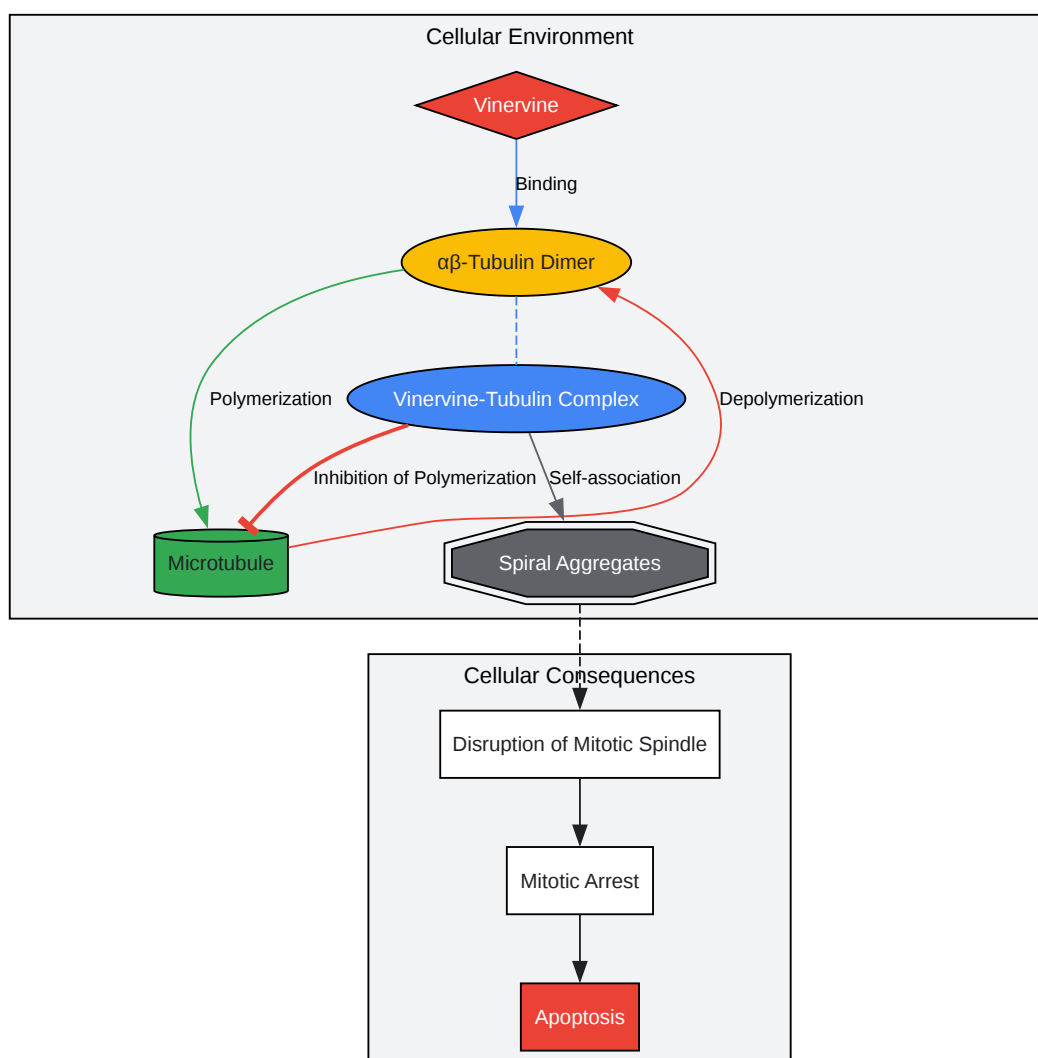 Cellular Environment
Vinervine
Binding
αβ-Tubulin Dimer
Polymerization
Vinervine-Tubulin Complex
Depolymerization
Inhibition of Polymerization
Self-association
Microtubule
Spiral Aggregates
Cellular Consequences
Disruption of Mitotic Spindle
Mitotic Arrest
Apoptosis